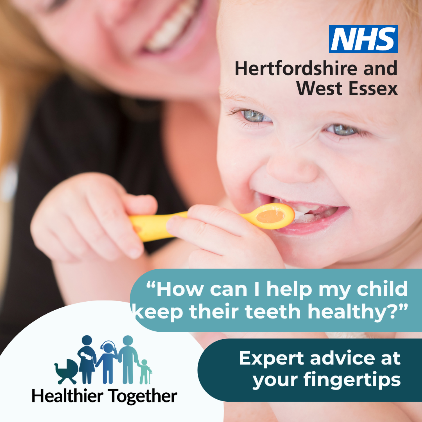 NHS
Hertfordshire and
West Essex
“How can I help my child
keep their teeth healthy?”
Expert advice at
your fingertips
Healthier Together